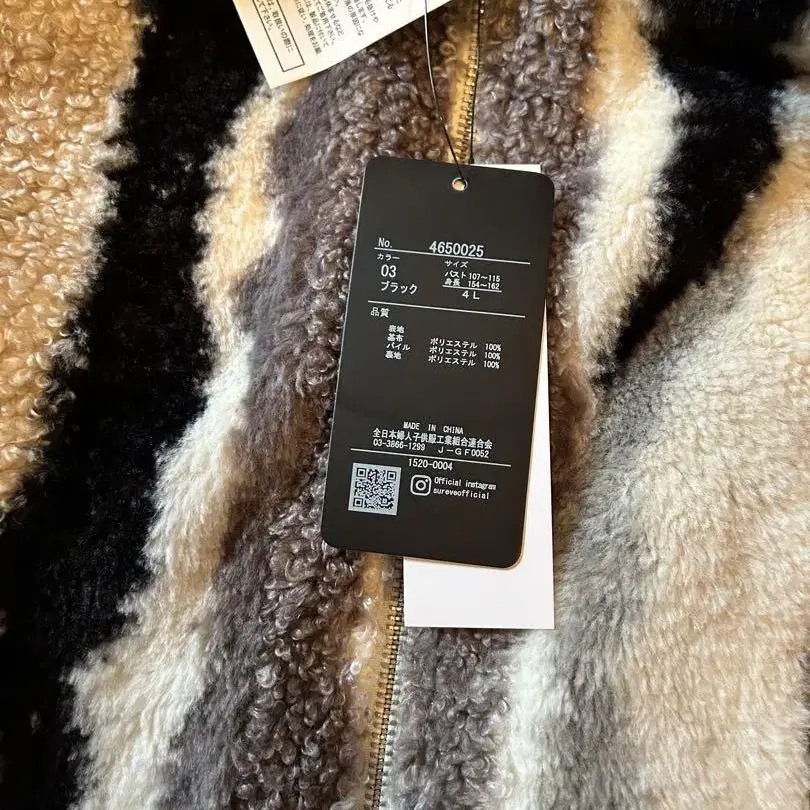 No. 4650025
カラー サイズ
03 バスト 107～115
ブラック 身長 154～162
4L
品質
表地
基布 ポリエステル 100%
パイル ポリエステル 100%
裏地 ポリエステル 100%
MADE IN CHINA
全日本婦人子供服工業組合連合会
03-3866-1299 J-GF0052
1520-0004
Official instagram
sureveofficial